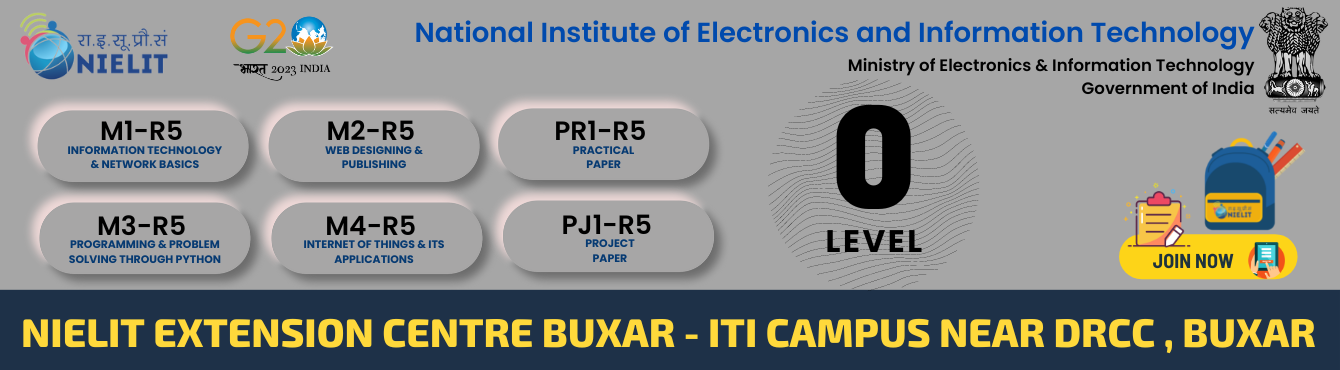 रा.इ.सू.प्रौ.सं
NIELIT
G20
भारत 2023 INDIA
National Institute of Electronics and Information Technology
Ministry of Electronics & Information Technology
Government of India
सत्यमेव जयते
M1-R5
INFORMATION TECHNOLOGY
& NETWORK BASICS
M2-R5
WEB DESIGNING &
PUBLISHING
PR1-R5
PRACTICAL
PAPER
M3-R5
PROGRAMMING & PROBLEM
SOLVING THROUGH PYTHON
M4-R5
INTERNET OF THINGS & ITS
APPLICATIONS
PJ1-R5
PROJECT
PAPER
O
LEVEL
NIELIT
JOIN NOW
NIELIT EXTENSION CENTRE BUXAR - ITI CAMPUS NEAR DRCC , BUXAR